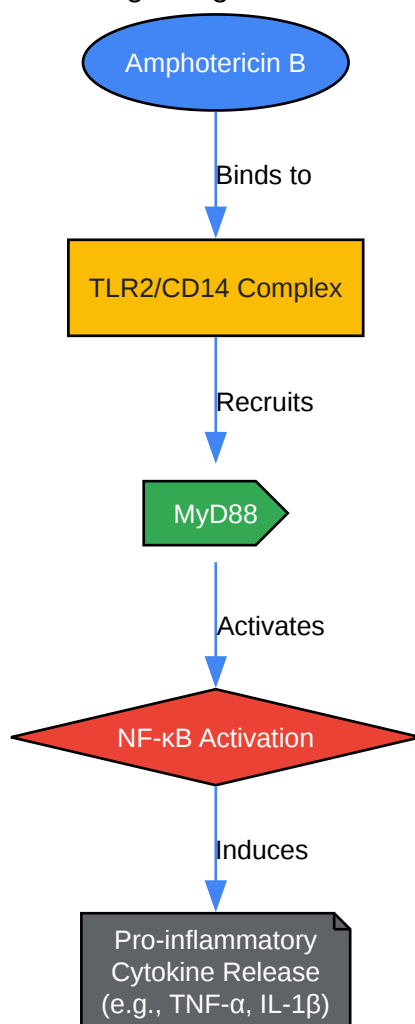 Amphotericin B
Binds to
TLR2/CD14 Complex
Recruits
MyD88
Activates
NF-κB Activation
Induces
Pro-inflammatory
Cytokine Release
(e.g., TNF-α, IL-1β)